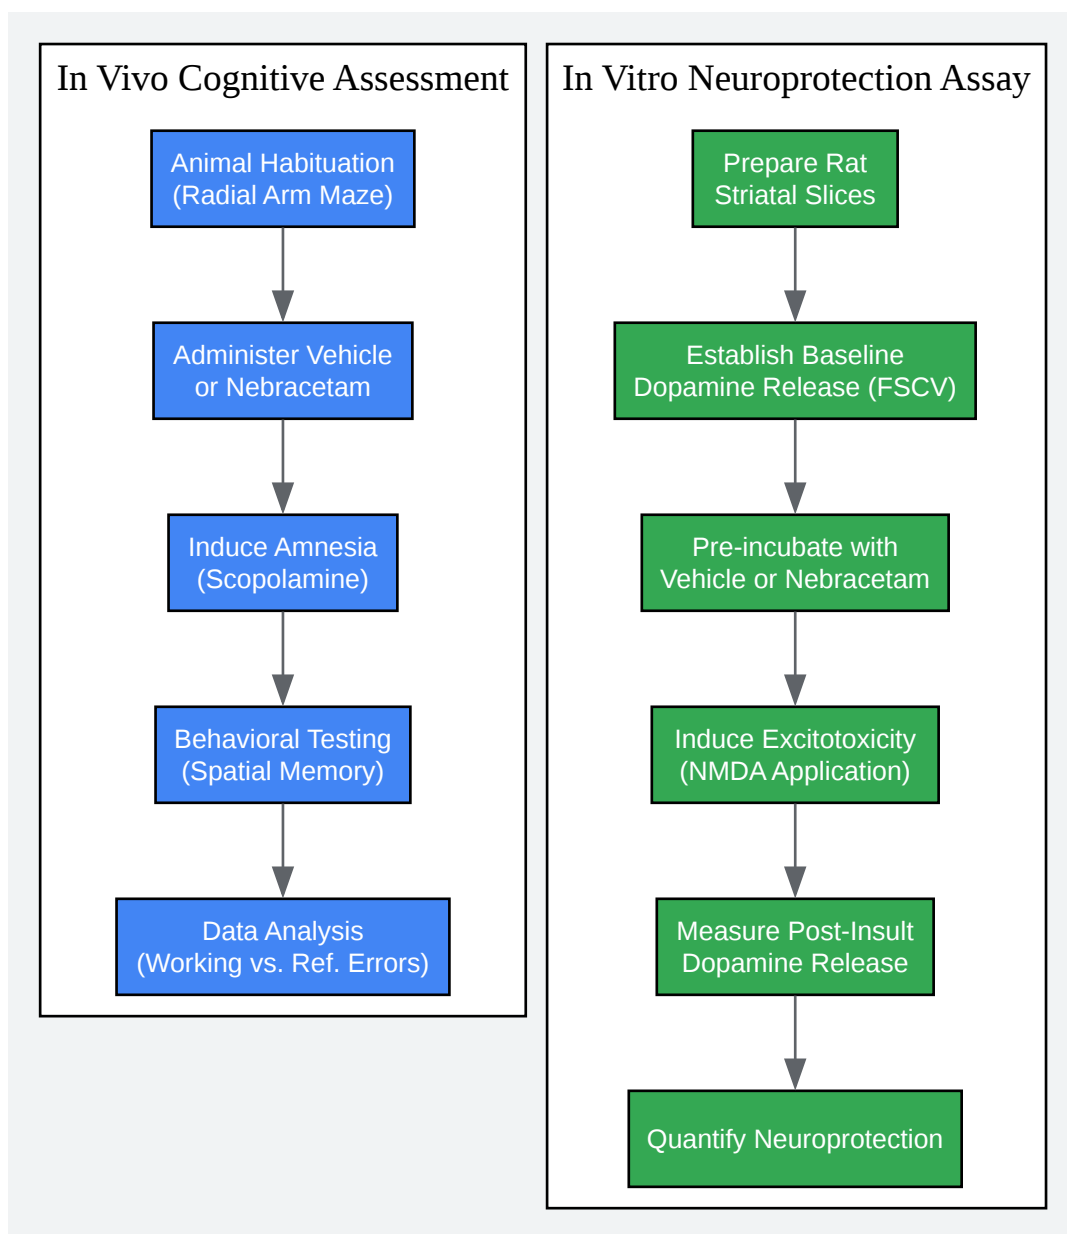 In Vivo Cognitive Assessment
Animal Habituation
(Radial Arm Maze)
Administer Vehicle
or Nebracetam
Induce Amnesia
(Scopolamine)
Behavioral Testing
(Spatial Memory)
Data Analysis
(Working vs. Ref. Errors)
In Vitro Neuroprotection Assay
Prepare Rat
Striatal Slices
Establish Baseline
Dopamine Release (FSCV)
Pre-incubate with
Vehicle or Nebracetam
Induce Excitotoxicity
(NMDA Application)
Measure Post-Insult
Dopamine Release
Quantify Neuroprotection